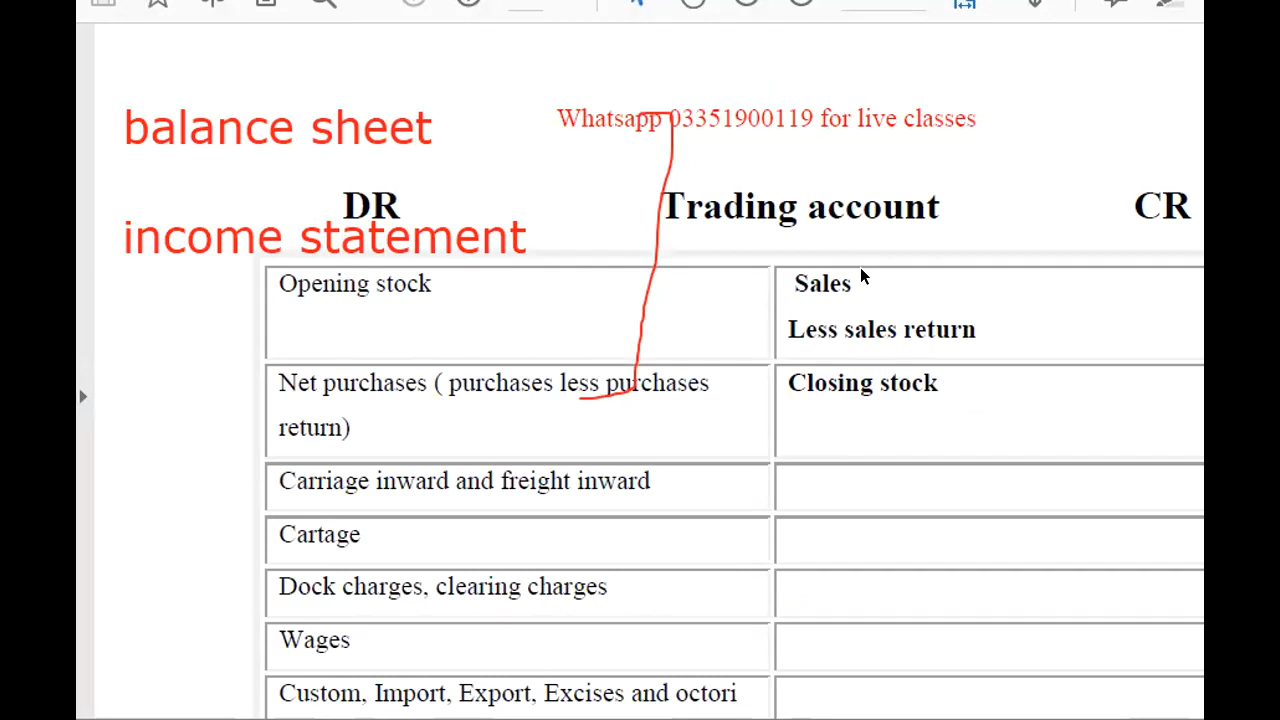 balance sheet
Whatsapp 03351900119 for live classes
DR Trading account CR
income statement
Opening stock
Sales
Less sales return
Net purchases ( purchases less purchases
return)
Closing stock
Carriage inward and freight inward
Cartage
Dock charges, clearing charges
Wages
Custom, Import, Export, Excises and octori